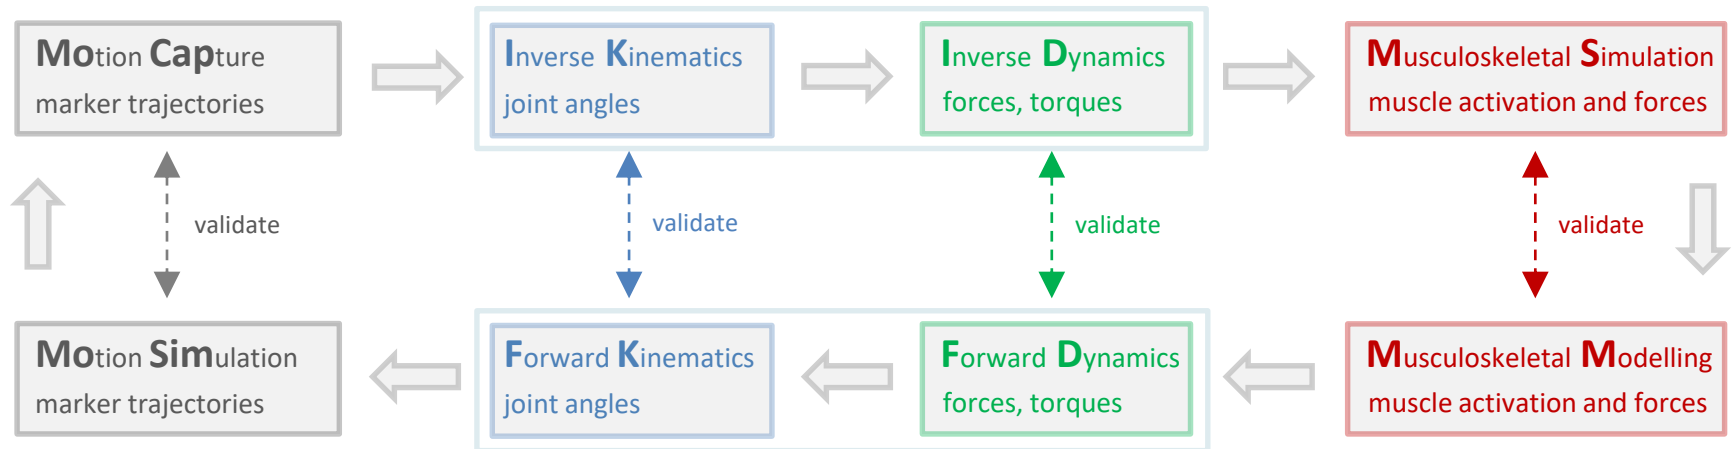 Motion Capture
marker trajectories
Inverse Kinematics
joint angles
Inverse Dynamics
forces, torques
Musculoskeletal Simulation
muscle activation and forces
validate
validate
validate
validate
Motion Simulation
marker trajectories
Forward Kinematics
joint angles
Forward Dynamics
forces, torques
Musculoskeletal Modelling
muscle activation and forces